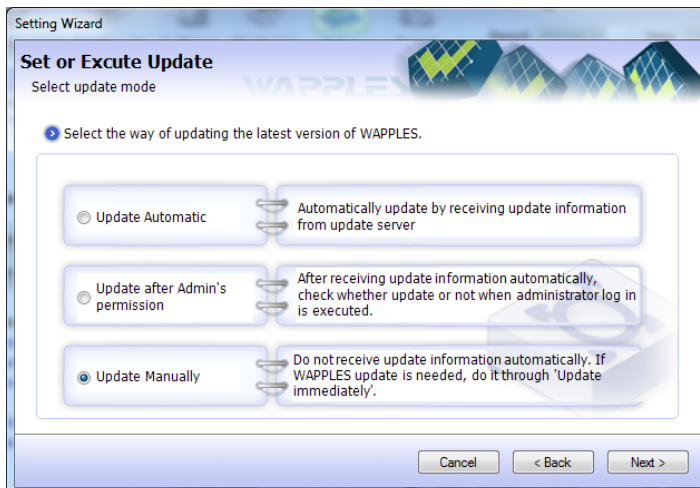 Setting Wizard
Set or Excute Update
Select update mode
WAPPLES
Select the way of updating the latest version of WAPPLES.
Update Automatic
Automatically update by receiving update information
from update server
Update after Admin's
permission
After receiving update information automatically,
check whether update or not when administrator log in
is executed.
Update Manually
Do not receive update information automatically. If
WAPPLES update is needed, do it through 'Update
immediately'.
Cancel
< Back
Next >